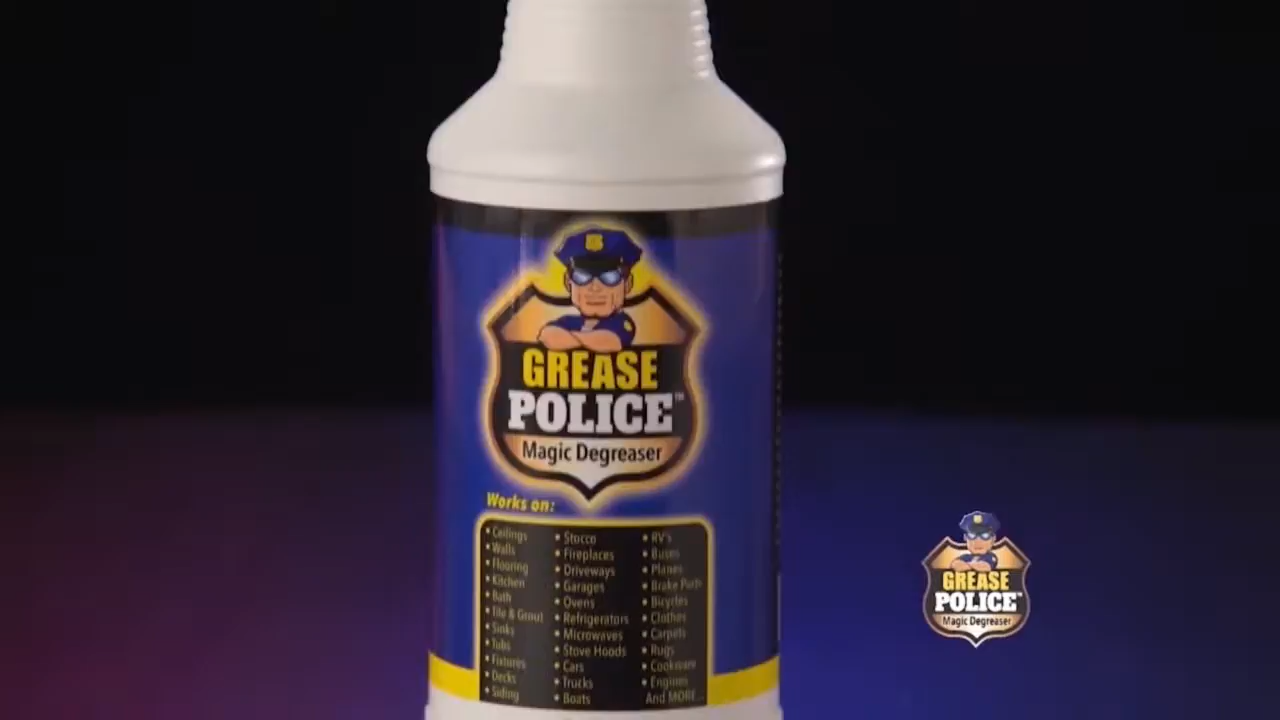 GREASE
POLICE™
Magic Degreaser
Works on:
• Ceilings
• Walls
• Flooring
• Kitchen
• Bath
• Tile & Grout
• Sinks
• Tubs
• Fixtures
• Decks
• Siding
• Stucco
• Fireplaces
• Driveways
• Garages
• Ovens
• Refrigerators
• Microwaves
• Stove Hoods
• Cars
• Trucks
• Boats
• RV's
• Buses
• Planes
• Brake Parts
• Bicycles
• Clothes
• Carpets
• Rugs
• Cookware
• Engines
And MORE...
GREASE
POLICE™
Magic Degreaser